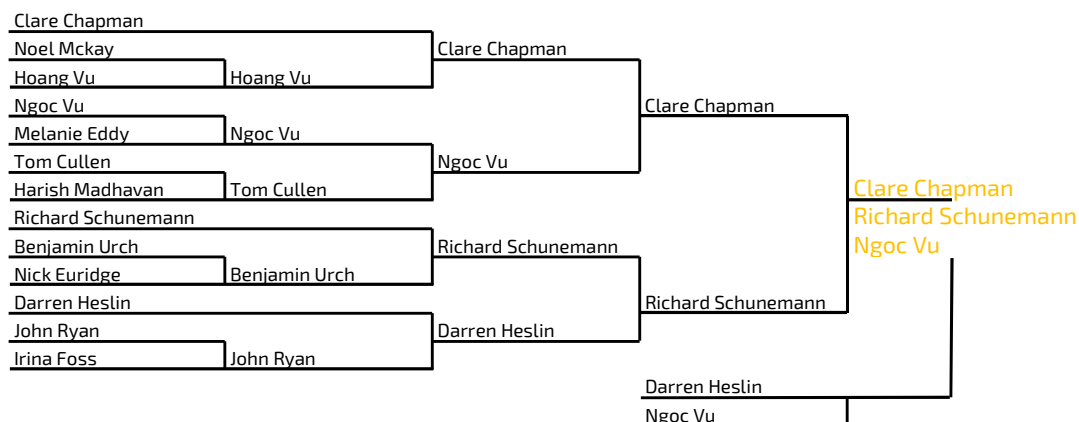 Clare Chapman
Noel Mckay
Clare Chapman
Hoang Vu
Hoang Vu
Ngoc Vu
Clare Chapman
Melanie Eddy
Ngoc Vu
Tom Cullen
Ngoc Vu
Harish Madhavan
Tom Cullen
Clare Chapman
Richard Schunemann
Richard Schunemann
Benjamin Urch
Richard Schunemann
Ngoc Vu
Nick Euridge
Benjamin Urch
Darren Heslin
Richard Schunemann
John Ryan
Darren Heslin
Irina Foss
John Ryan
Darren Heslin
Ngoc Vu